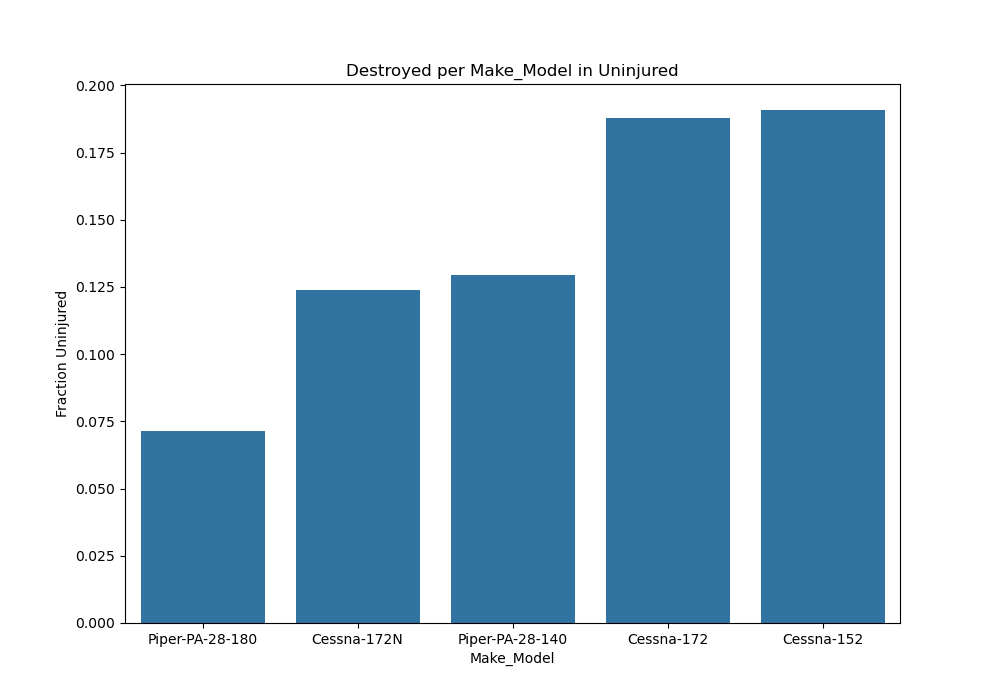 Destroyed per Make_Model in Uninjured
Fraction Uninjured
0.200
0.175
0.150
0.125
0.100
0.075
0.050
0.025
0.000
Piper-PA-28-180 Cessna-172N Piper-PA-28-140 Cessna-172 Cessna-152
Make_Model